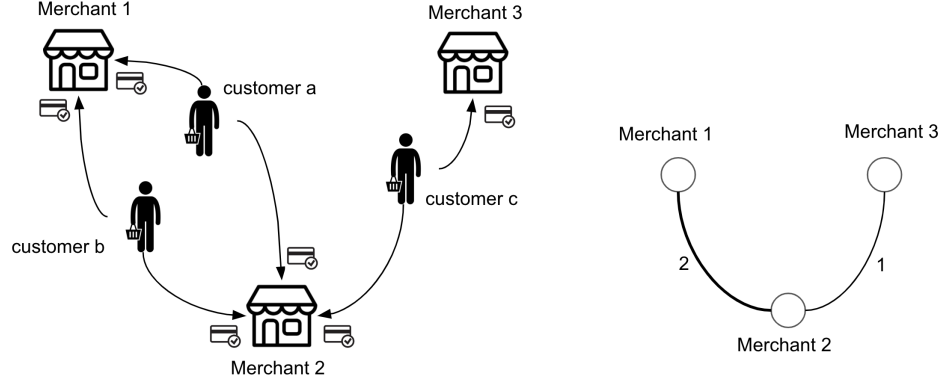 Merchant 1
Merchant 3
customer a
customer c
customer b
Merchant 2
Merchant 1
Merchant 3
2
1
Merchant 2